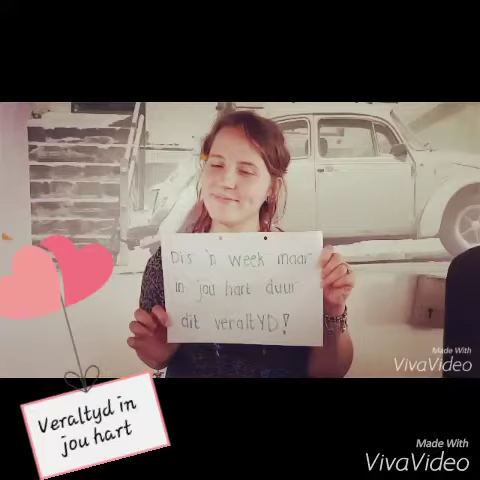 Dis 'n week maar
in jou hart duur
dit veraltYD!
Made With
VivaVideo
Veraltyd in
jou hart
Made With
VivaVideo